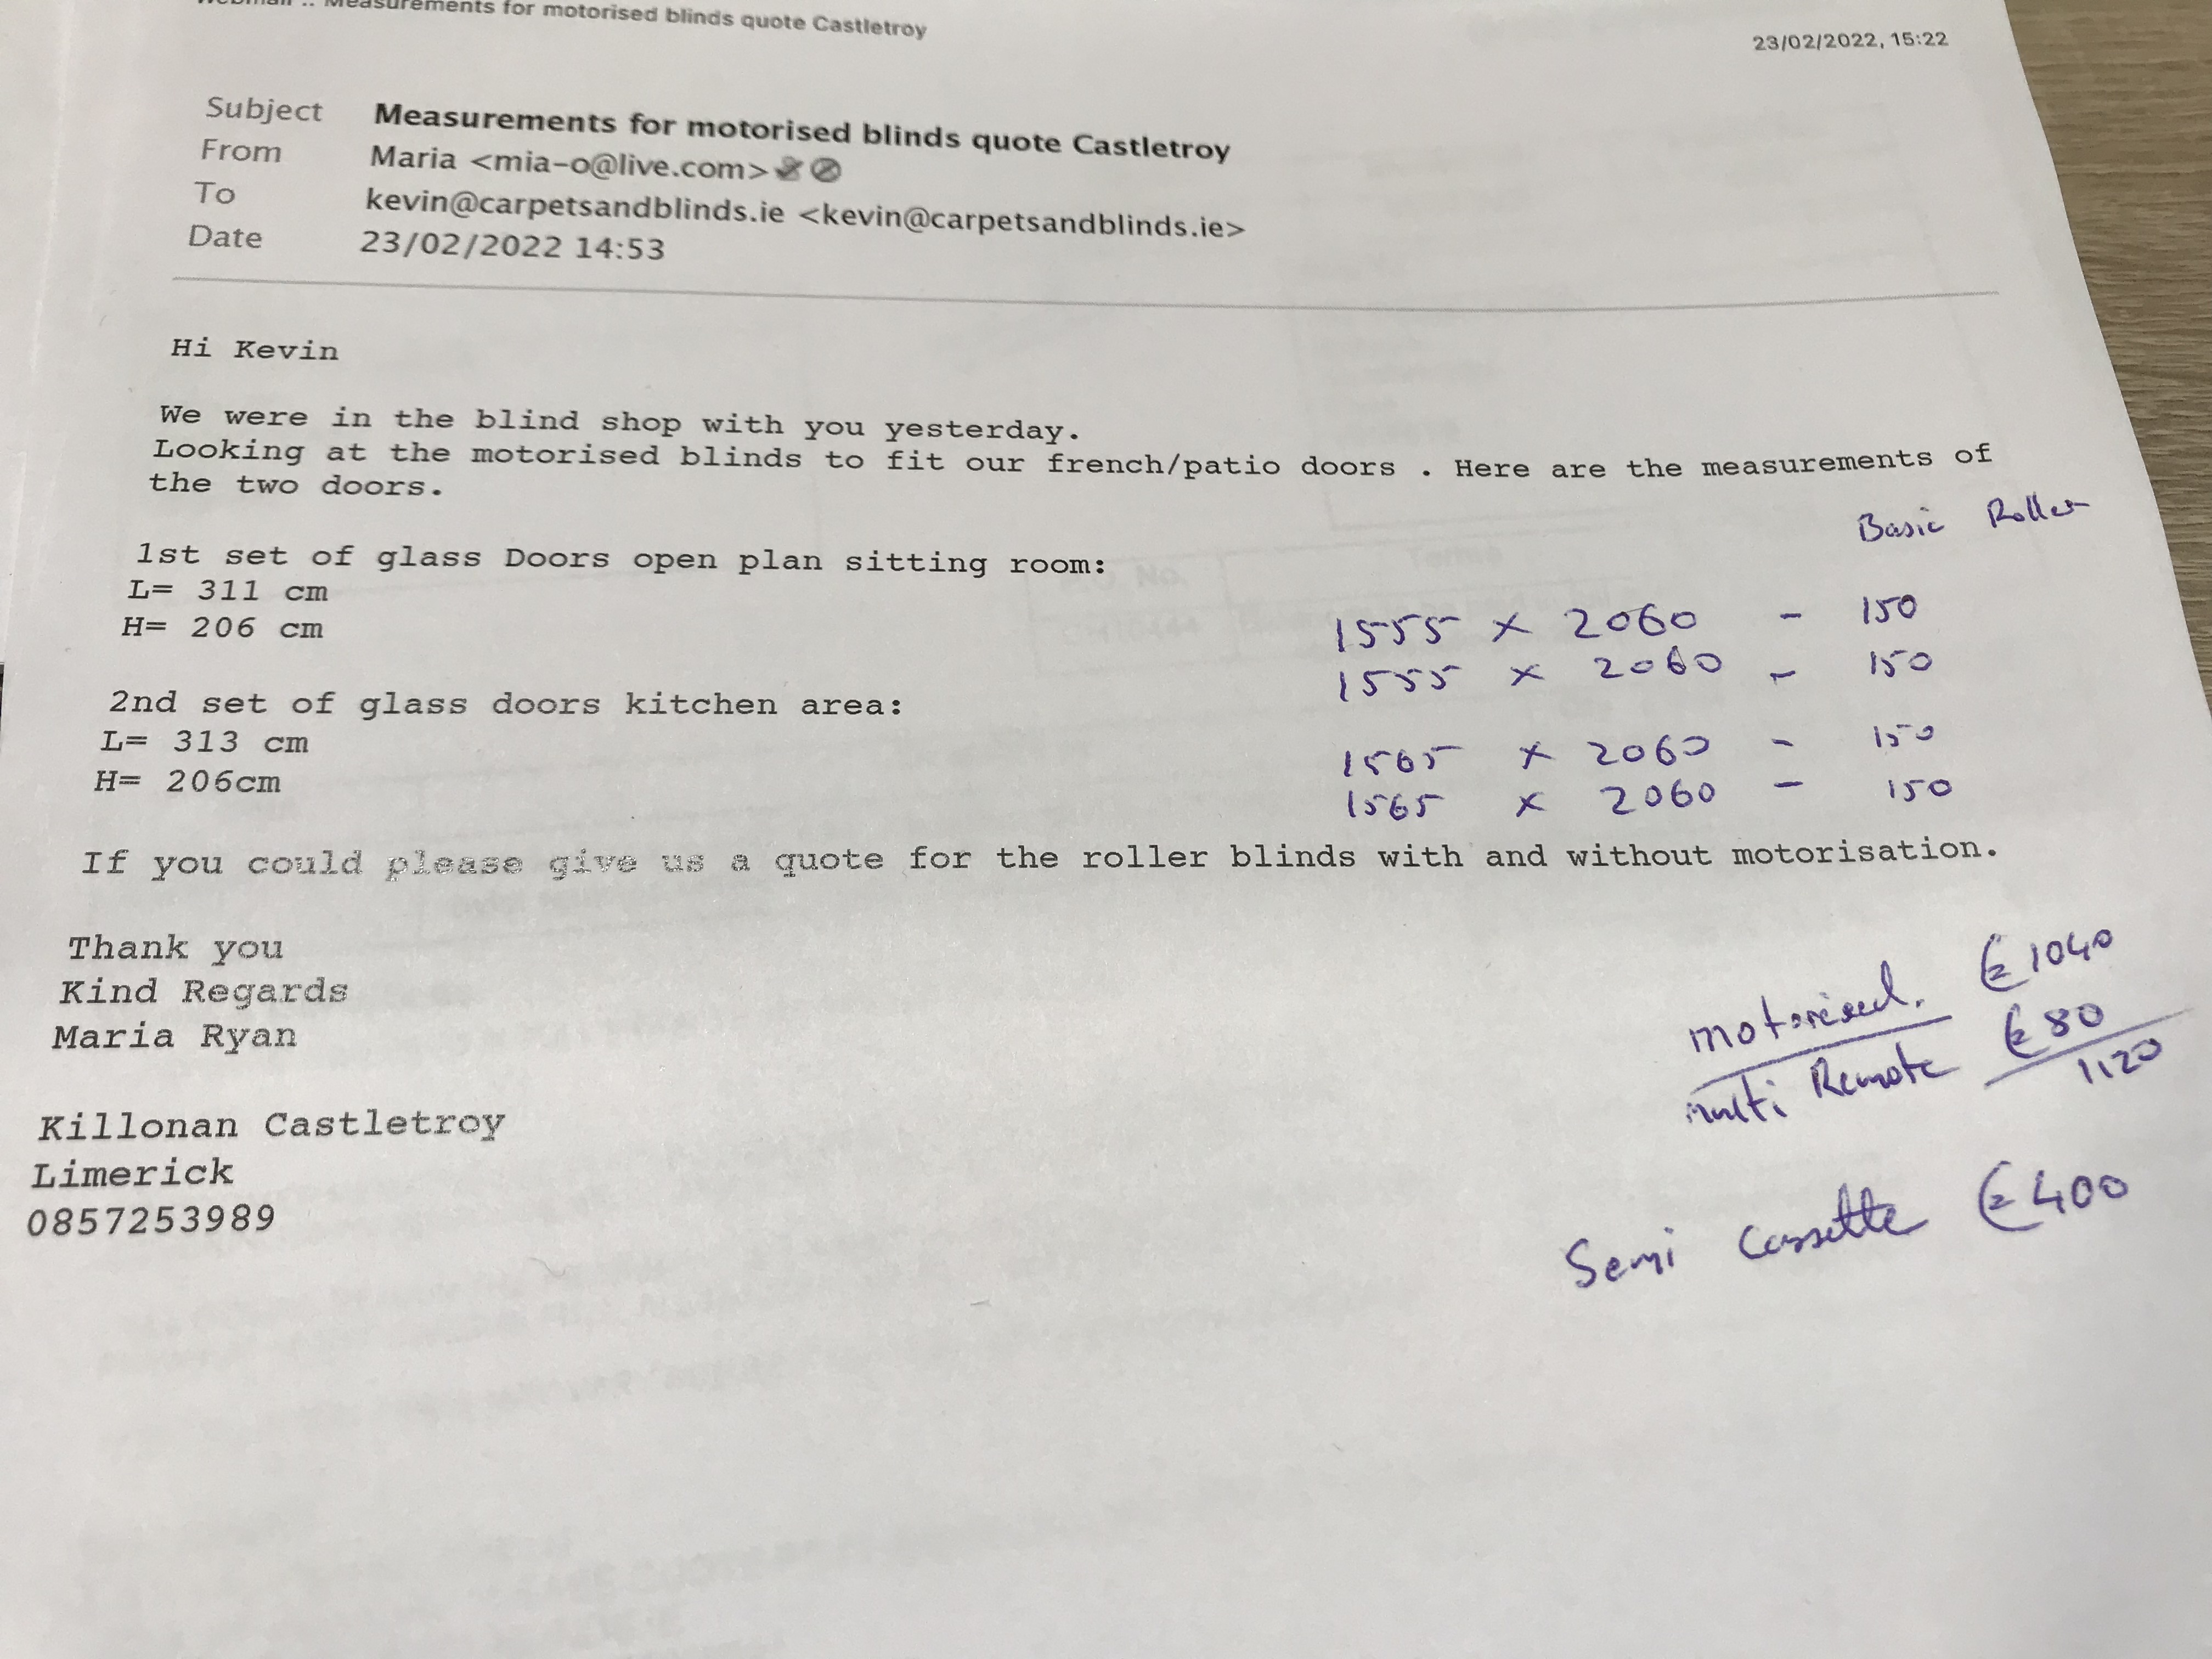 Measurements for motorised blinds quote Castletroy
23/02/2022, 15:22
Subject Measurements for motorised blinds quote Castletroy
From Maria <mia-o@live.com>
To kevin@carpetsandblinds.ie <kevin@carpetsandblinds.ie>
Date 23/02/2022 14:53
Hi Kevin
We were in the blind shop with you yesterday.
Looking at the motorised blinds to fit our french/patio doors . Here are the measurements of
the two doors.
Basic Roller
1st set of glass Doors open plan sitting room:
L= 311 cm
H= 206 cm
1555 x 2060 - 150
1555 x 2060 - 150
2nd set of glass doors kitchen area:
L= 313 cm
H= 206cm
1565 x 2060 - 150
1565 x 2060 - 150
If you could please give us a quote for the roller blinds with and without motorisation.
Thank you
Kind Regards
Maria Ryan
motorised. €1040
multi Remote €80
1120
Killonan Castletroy
Limerick
0857253989
Semi Cassette €400